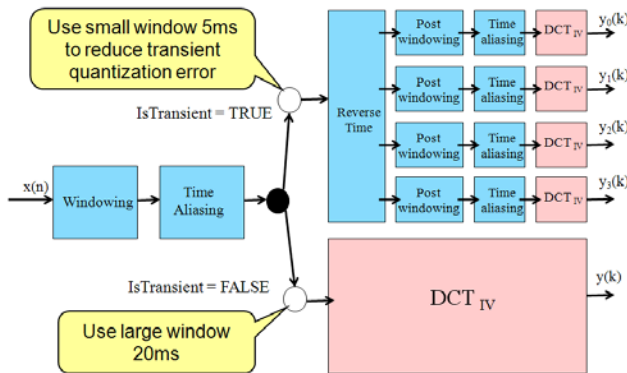 Use small window 5ms
to reduce transient
quantization error
IsTransient = TRUE
Reverse
Time
Post
windowing
Time
aliasing
DCT IV
y0(k)
Post
windowing
Time
aliasing
DCT IV
y1(k)
Post
windowing
Time
aliasing
DCT IV
y2(k)
Post
windowing
Time
aliasing
DCT IV
y3(k)
x(n)
Windowing
Time
Aliasing
IsTransient = FALSE
Use large window
20ms
DCT IV
y(k)